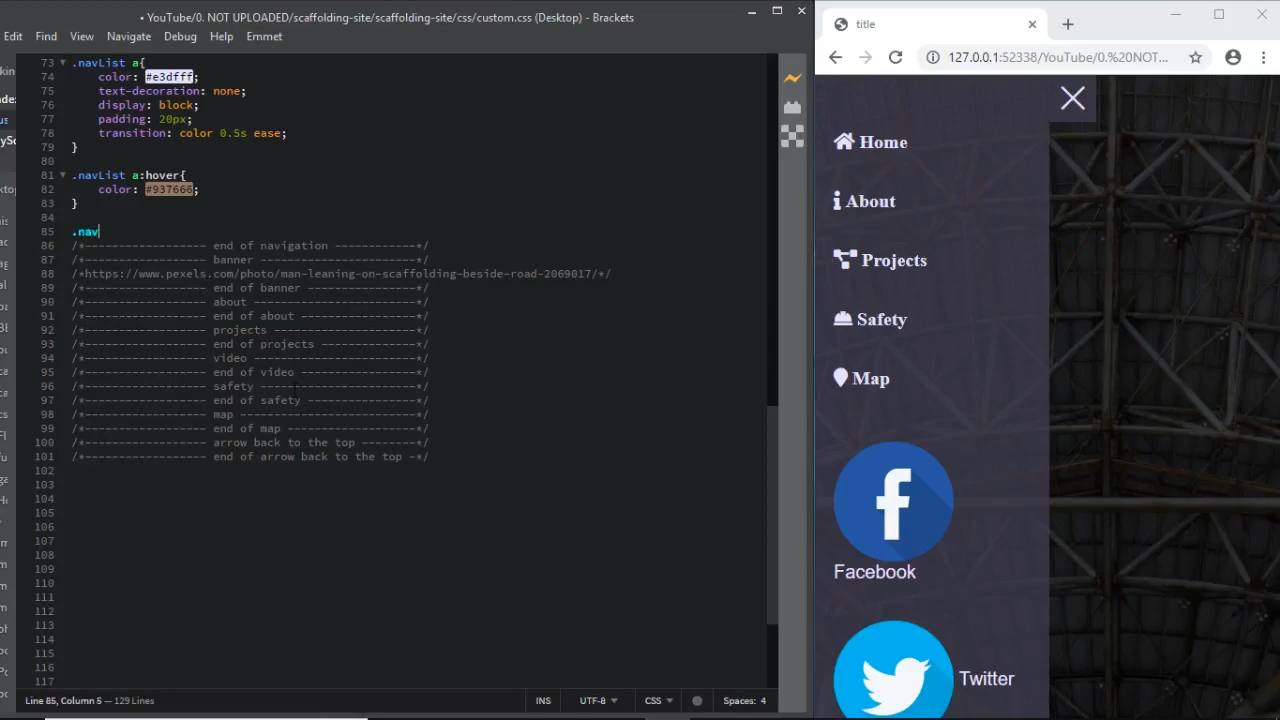 • YouTube/0. NOT UPLOADED/scaffolding-site/scaffolding-site/css/custom.css (Desktop) - Brackets
Edit Find View Navigate Debug Help Emmet
73 .navList a{
74 color: #e3dfff;
75 text-decoration: none;
76 display: block;
77 padding: 20px;
78 transition: color 0.5s ease;
79 }
80
81 .navList a:hover{
82 color: #937666;
83 }
84
85 .nav
86 /*------------------ end of navigation ------------*/
87 /*------------------ banner -----------------------*/
88 /*https://www.pexels.com/photo/man-leaning-on-scaffolding-beside-road-2069017/*/
89 /*------------------ end of banner ----------------*/
90 /*------------------ about ------------------------*/
91 /*------------------ end of about -----------------*/
92 /*------------------ projects ---------------------*/
93 /*------------------ end of projects --------------*/
94 /*------------------ video ------------------------*/
95 /*------------------ end of video -----------------*/
96 /*------------------ safety -----------------------*/
97 /*------------------ end of safety ----------------*/
98 /*------------------ map --------------------------*/
99 /*------------------ end of map -------------------*/
100 /*------------------ arrow back to the top --------*/
101 /*------------------ end of arrow back to the top -*/
102
103
104
105
106
107
108
109
110
111
112
113
114
115
116
117
Line 85, Column 5 — 129 Lines
INS UTF-8 CSS Spaces: 4
title
127.0.0.1:52338/YouTube/0.%20NOT...
Home
About
Projects
Safety
Map
Facebook
Twitter